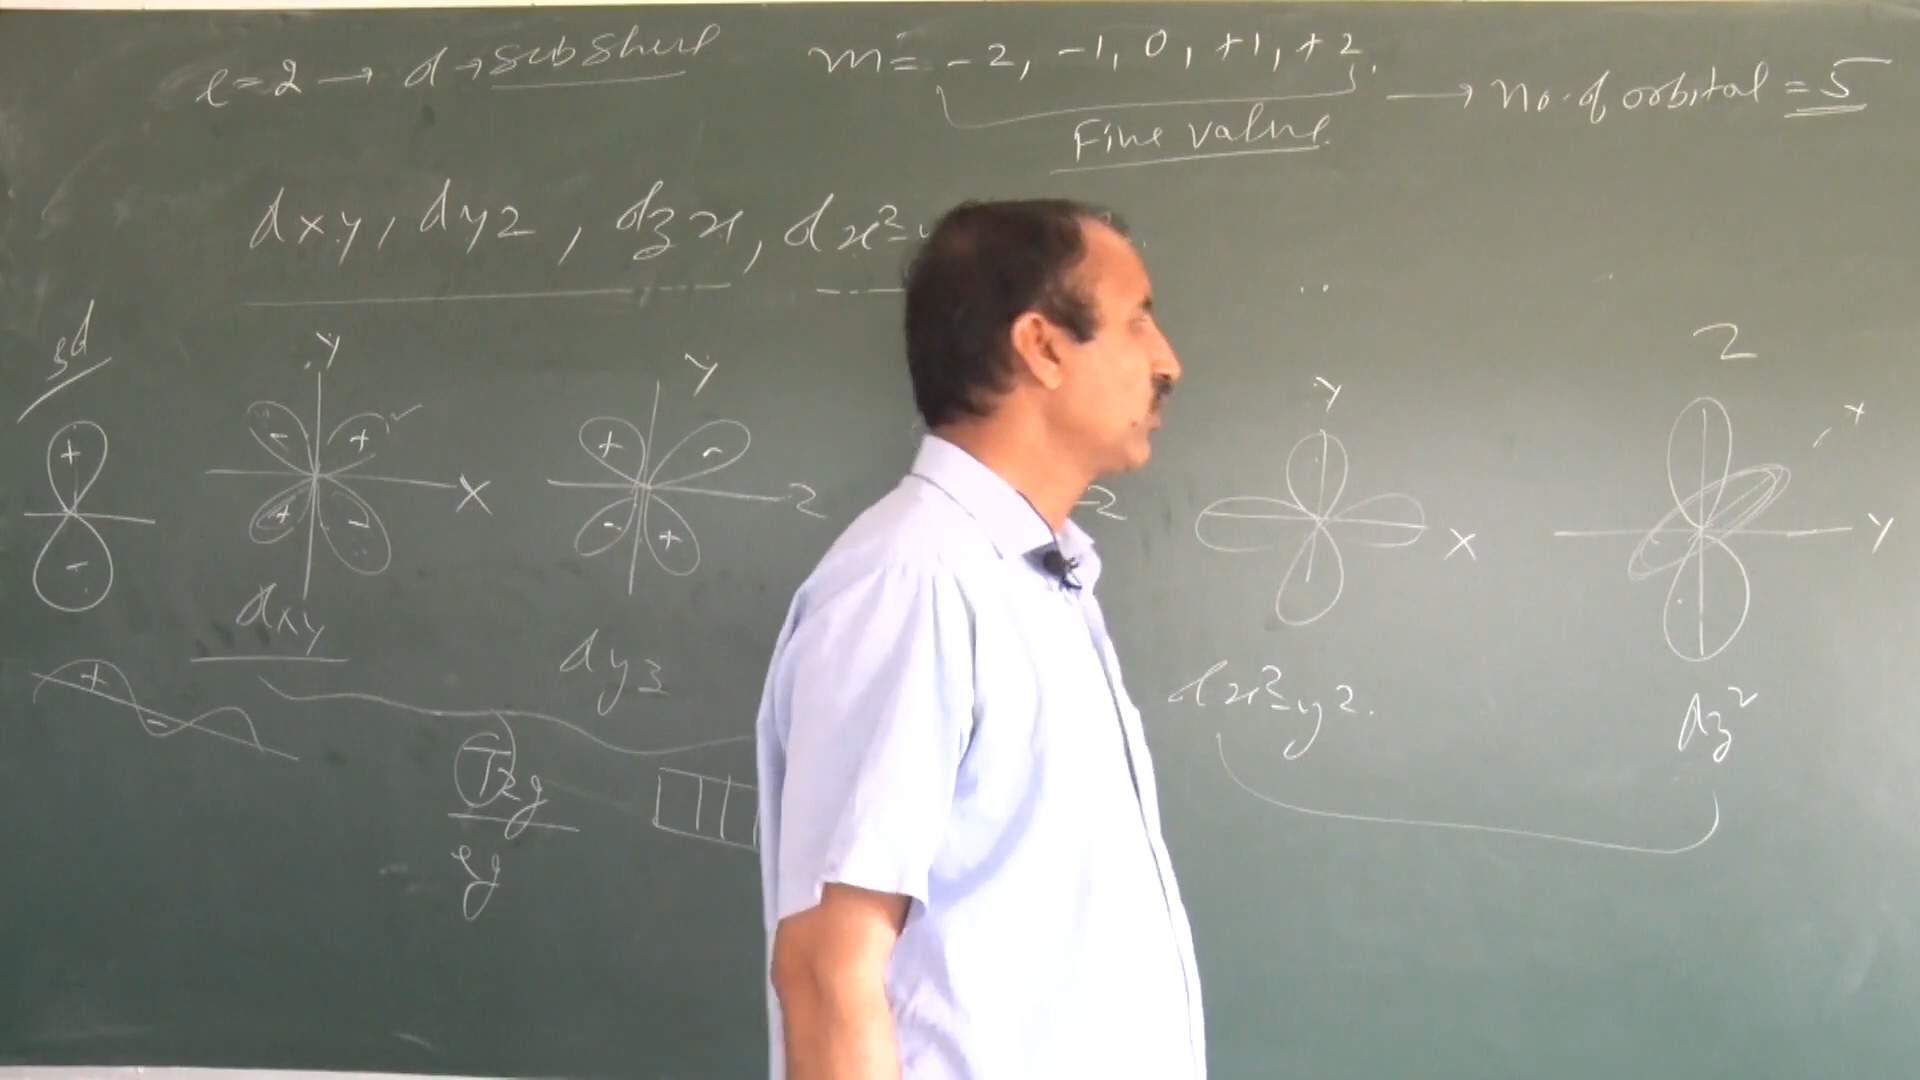 l=2 → d → subshell m = -2, -1, 0, +1, +2. → no. of orbital = 5
Five value.
dxy, dyz, dzx, dx²-y
3d
Y Y Y Z
+ - + + - X
X Z Z X Y
- + - - +
dxy dyz dx²-y². dz²
+ -
T2g
eg